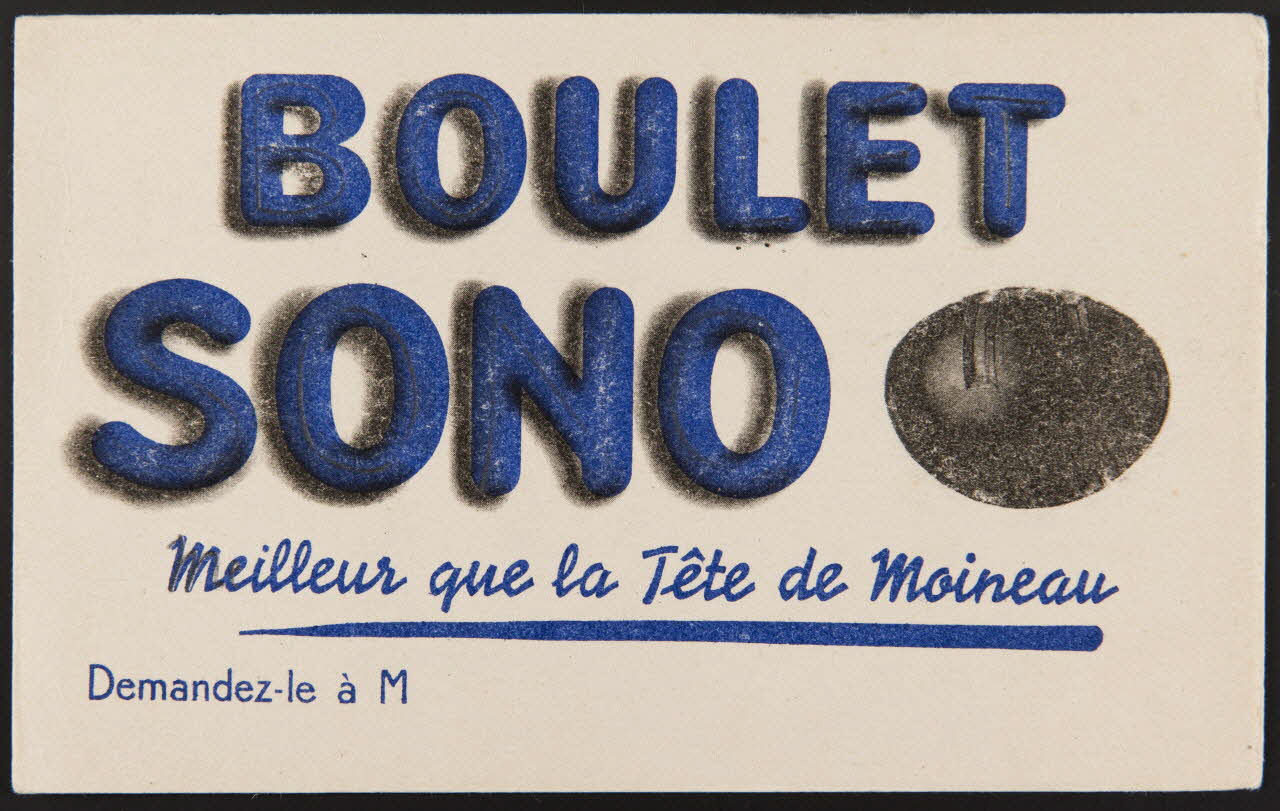 BOULET
SONO
Meilleur que la Tête de Moineau
Demandez-le à M